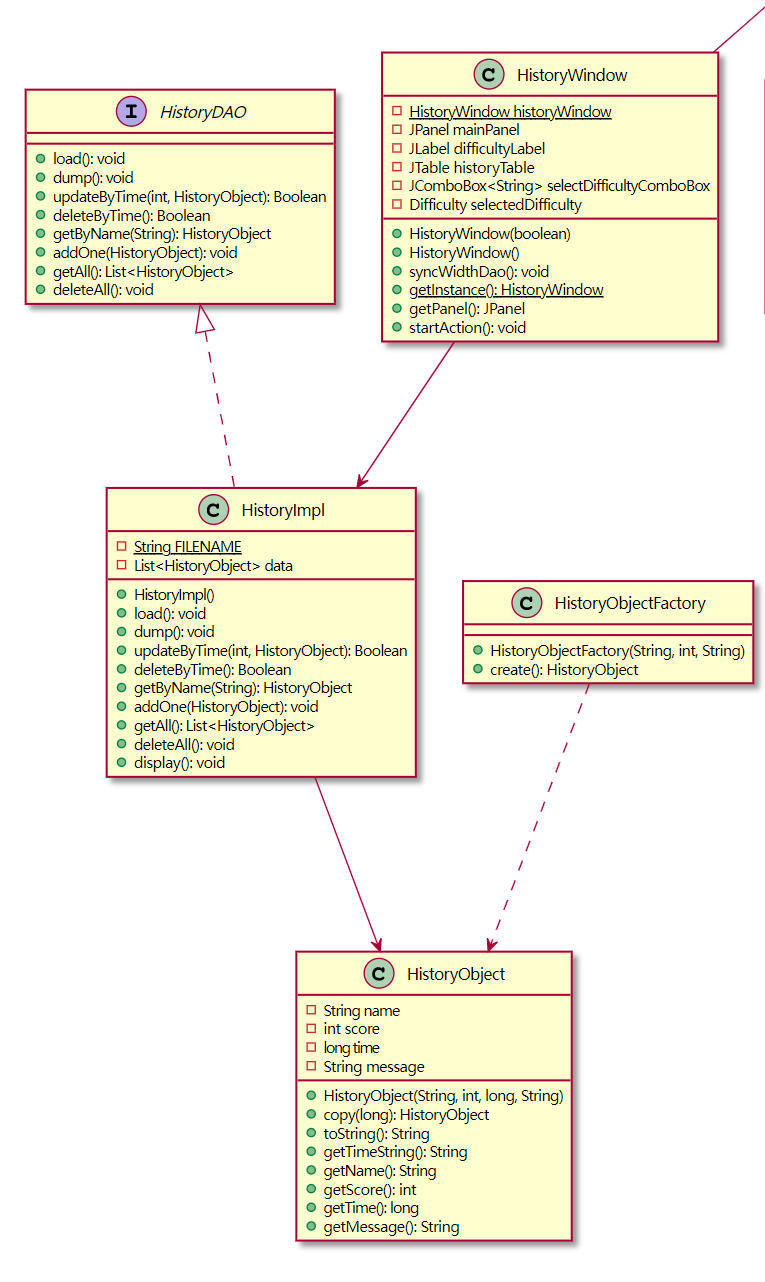 I HistoryDAO
load(): void
dump(): void
updateByTime(int, HistoryObject): Boolean
deleteByTime(): Boolean
getByName(String): HistoryObject
addOne(HistoryObject): void
getAll(): List<HistoryObject>
deleteAll(): void
C HistoryWindow
HistoryWindow historyWindow
JPanel mainPanel
JLabel difficultyLabel
JTable historyTable
JComboBox<String> selectDifficultyComboBox
Difficulty selectedDifficulty
HistoryWindow(boolean)
HistoryWindow()
syncWidthDao(): void
getInstance(): HistoryWindow
getPanel(): JPanel
startAction(): void
C HistoryImpl
String FILENAME
List<HistoryObject> data
HistoryImpl()
load(): void
dump(): void
updateByTime(int, HistoryObject): Boolean
deleteByTime(): Boolean
getByName(String): HistoryObject
addOne(HistoryObject): void
getAll(): List<HistoryObject>
deleteAll(): void
display(): void
C HistoryObjectFactory
HistoryObjectFactory(String, int, String)
create(): HistoryObject
C HistoryObject
String name
int score
long time
String message
HistoryObject(String, int, long, String)
copy(long): HistoryObject
toString(): String
getTimeString(): String
getName(): String
getScore(): int
getTime(): long
getMessage(): String